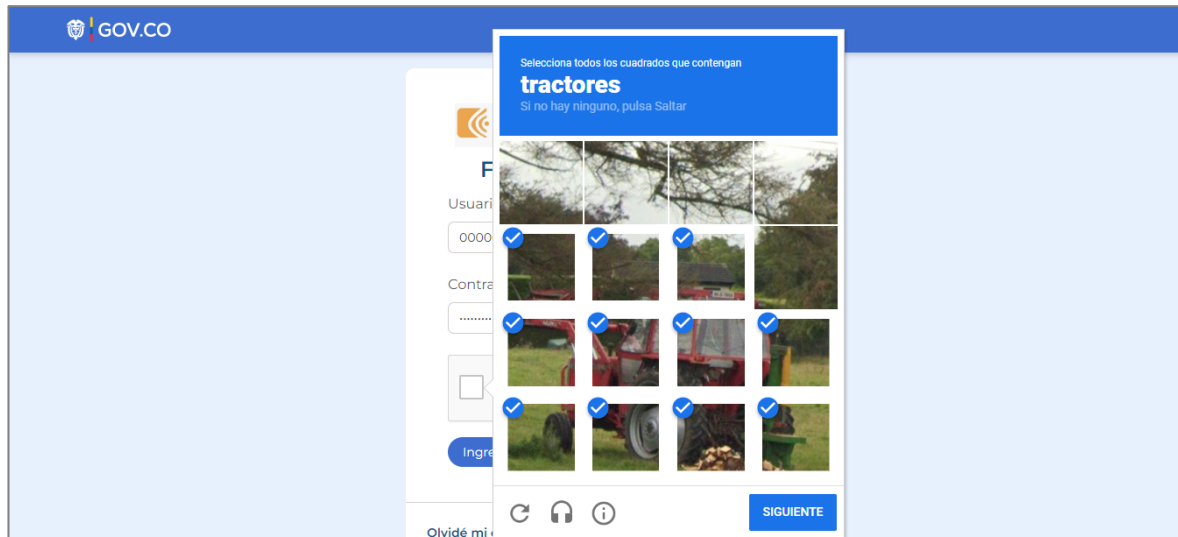 GOV.CO
Selecciona todos los cuadrados que contengan
tractores
Si no hay ninguno, pulsa Saltar
F
Usuari
0000
Contra
Ingre
SIGUIENTE
Olvidé mi